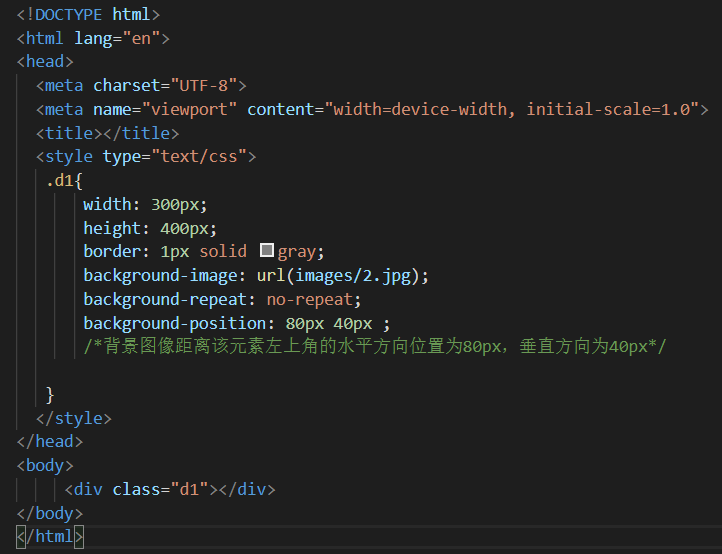 <!DOCTYPE html>
<html lang="en">
<head>
  <meta charset="UTF-8">
  <meta name="viewport" content="width=device-width, initial-scale=1.0">
  <title></title>
  <style type="text/css">
   .d1{
       width: 300px;
       height: 400px;
       border: 1px solid gray;
       background-image: url(images/2.jpg);
       background-repeat: no-repeat;
       background-position: 80px 40px ;
       /*背景图像距离该元素左上角的水平方向位置为80px，垂直方向为40px*/
   }
  </style>
</head>
<body>
     <div class="d1"></div>
</body>
</html>